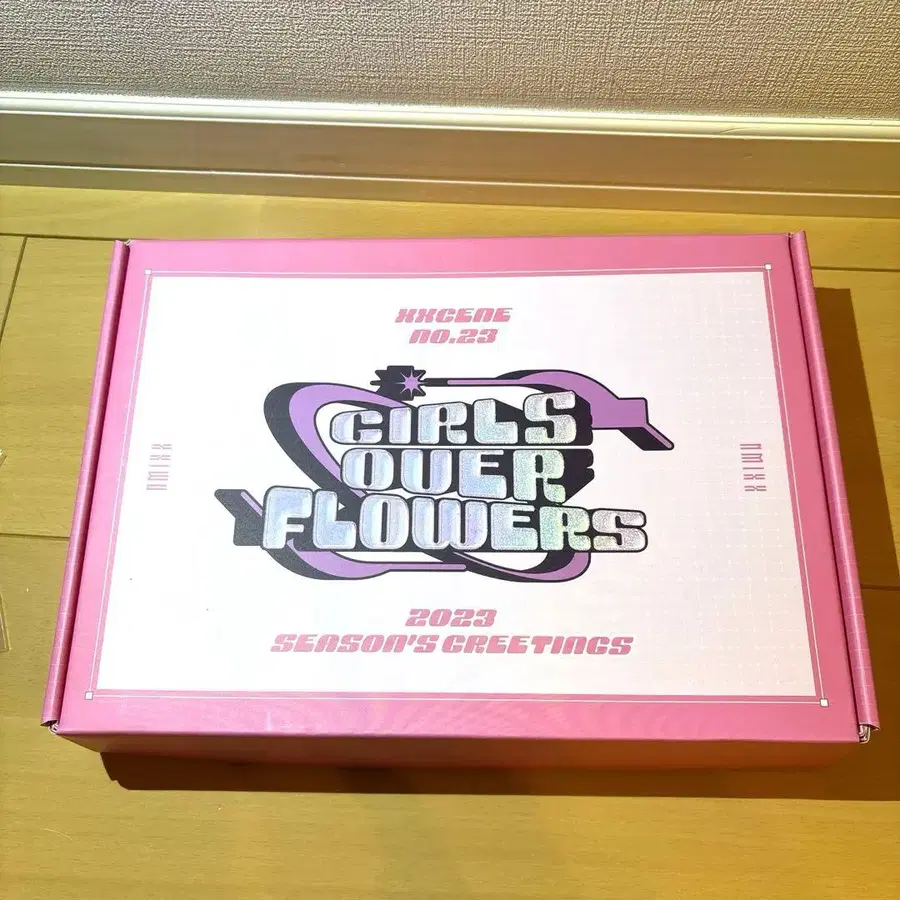 XXCENE
NO.23
GIRLS
OVER
FLOWERS
NMIXX
NMIXX
2023
SEASON'S GREETINGS